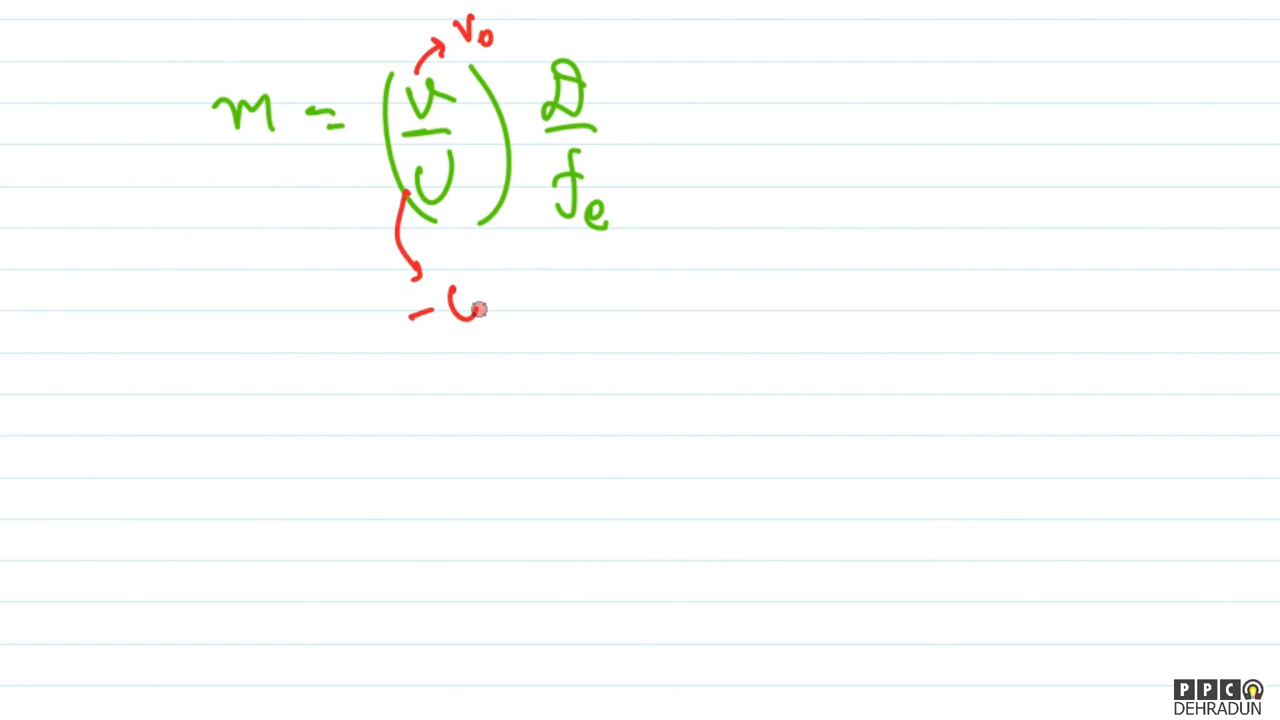 v₀
m = (v/u) D/fe
- u
PPC
DEHRADUN